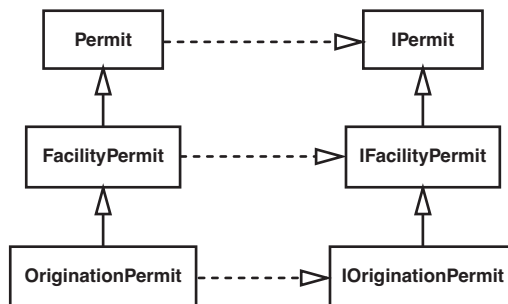 Permit
IPermit
FacilityPermit
IFacilityPermit
OriginationPermit
IOriginationPermit